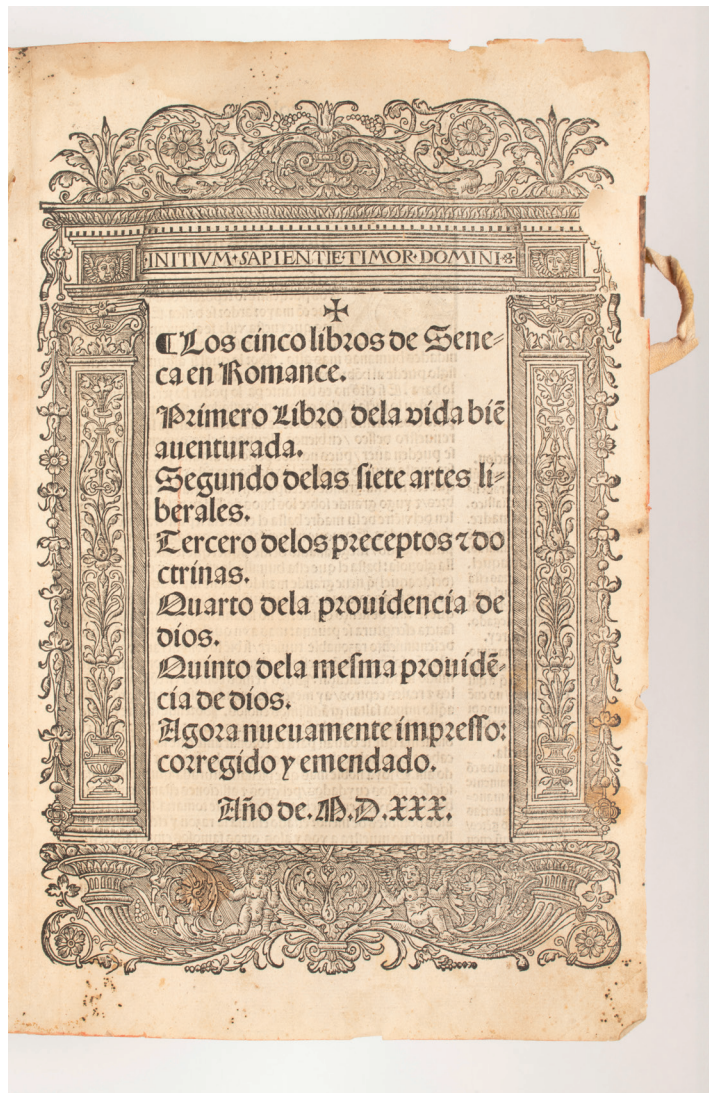 INITIVM·SAPIENTIE·TIMOR·DOMINI
¶Los cinco libros de Sene-
ca en Romance.
Primero Libro dela vida biẽ
auenturada.
Segundo delas siete artes li-
berales.
Tercero delos preceptos ⁊ do
ctrinas.
Quarto dela prouidencia de
dios.
Quinto dela mesma prouidẽ-
cia de dios.
Agora nueuamente impresso:
corregido y emendado.
Año de. M.D.XXX.